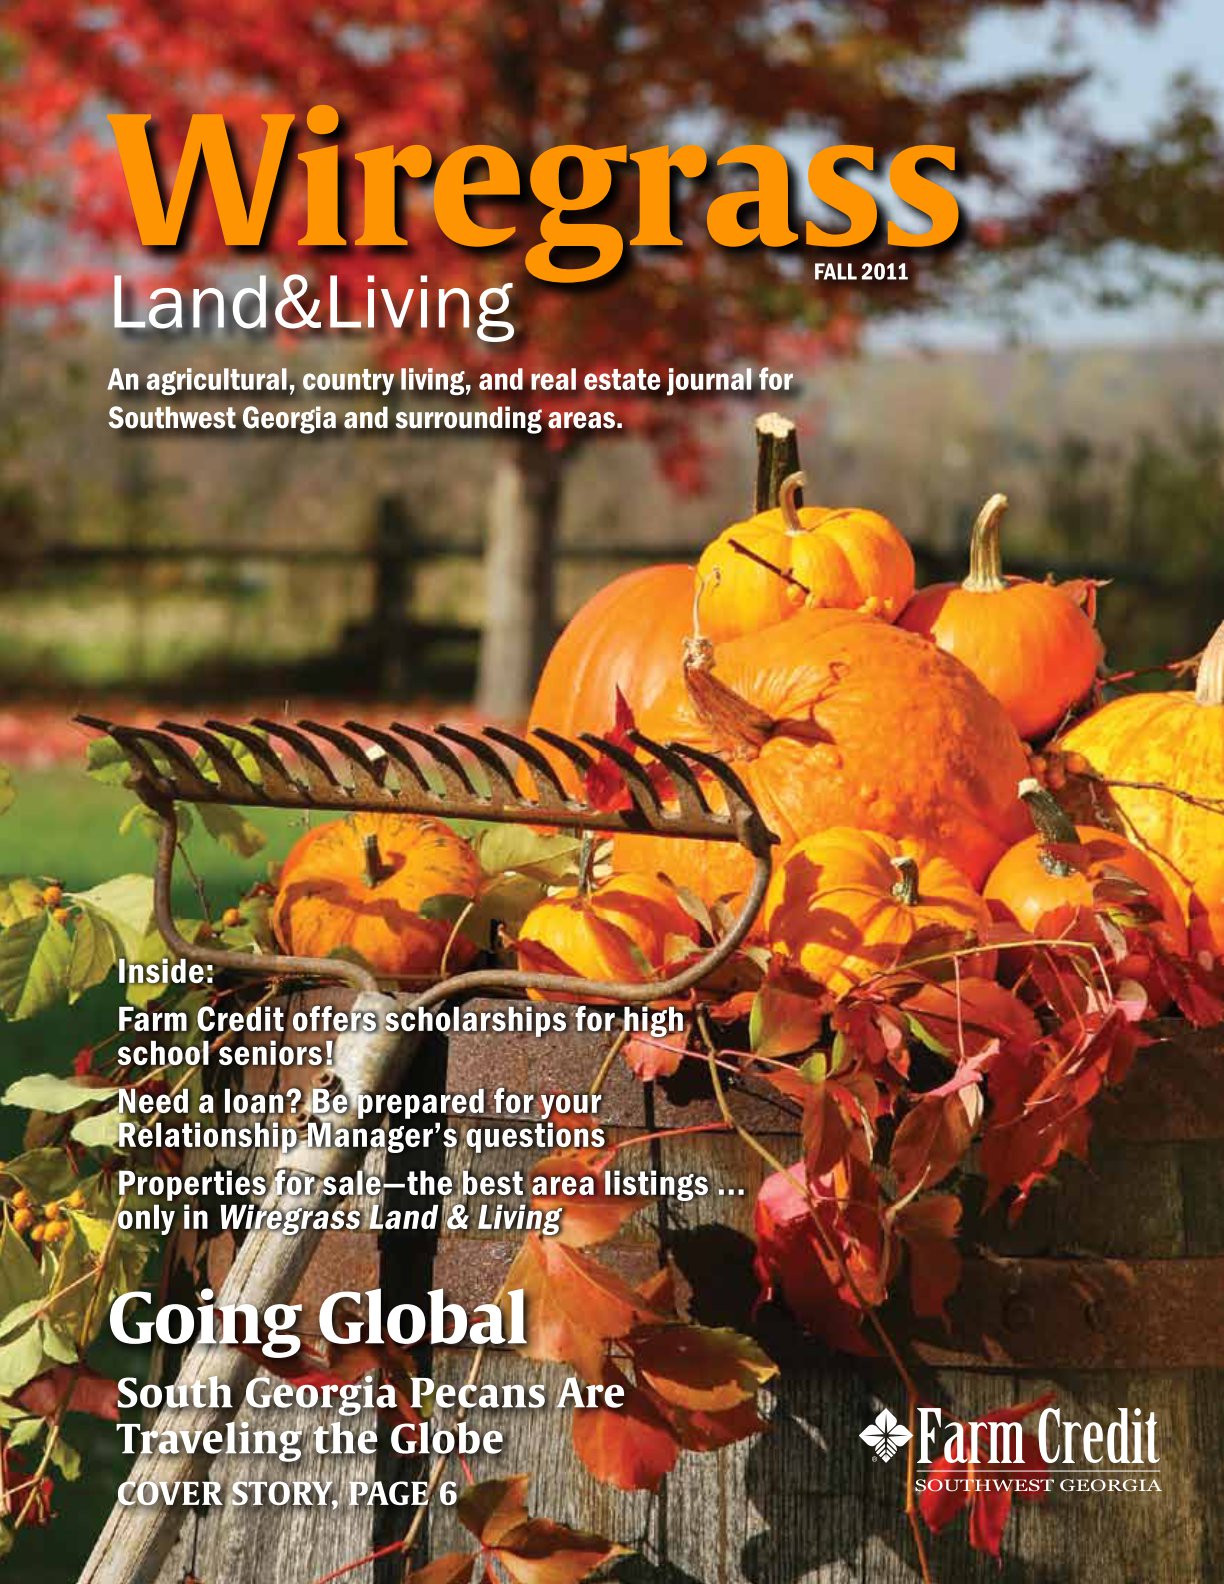 Wiregrass
FALL 2011
Land&Living
An agricultural, country living, and real estate journal for
Southwest Georgia and surrounding areas.
Inside:
Farm Credit offers scholarships for high
school seniors!
Need a loan? Be prepared for your
Relationship Manager’s questions
Properties for sale—the best area listings ...
only in Wiregrass Land & Living
Going Global
South Georgia Pecans Are
Traveling the Globe
COVER STORY, PAGE 6
® Farm Credit
SOUTHWEST GEORGIA